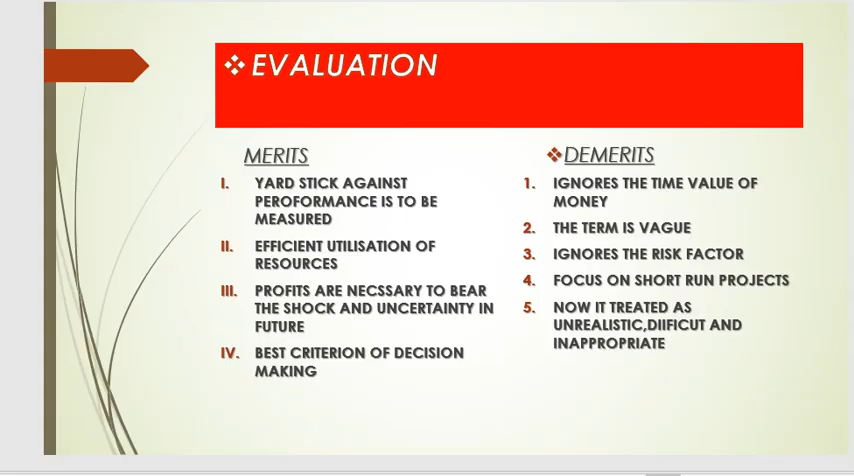 ❖ EVALUATION
MERITS
I. YARD STICK AGAINST
PEROFORMANCE IS TO BE
MEASURED
II. EFFICIENT UTILISATION OF
RESOURCES
III. PROFITS ARE NECSSARY TO BEAR
THE SHOCK AND UNCERTAINTY IN
FUTURE
IV. BEST CRITERION OF DECISION
MAKING
❖DEMERITS
1. IGNORES THE TIME VALUE OF
MONEY
2. THE TERM IS VAGUE
3. IGNORES THE RISK FACTOR
4. FOCUS ON SHORT RUN PROJECTS
5. NOW IT TREATED AS
UNREALISTIC,DIIFICUT AND
INAPPROPRIATE